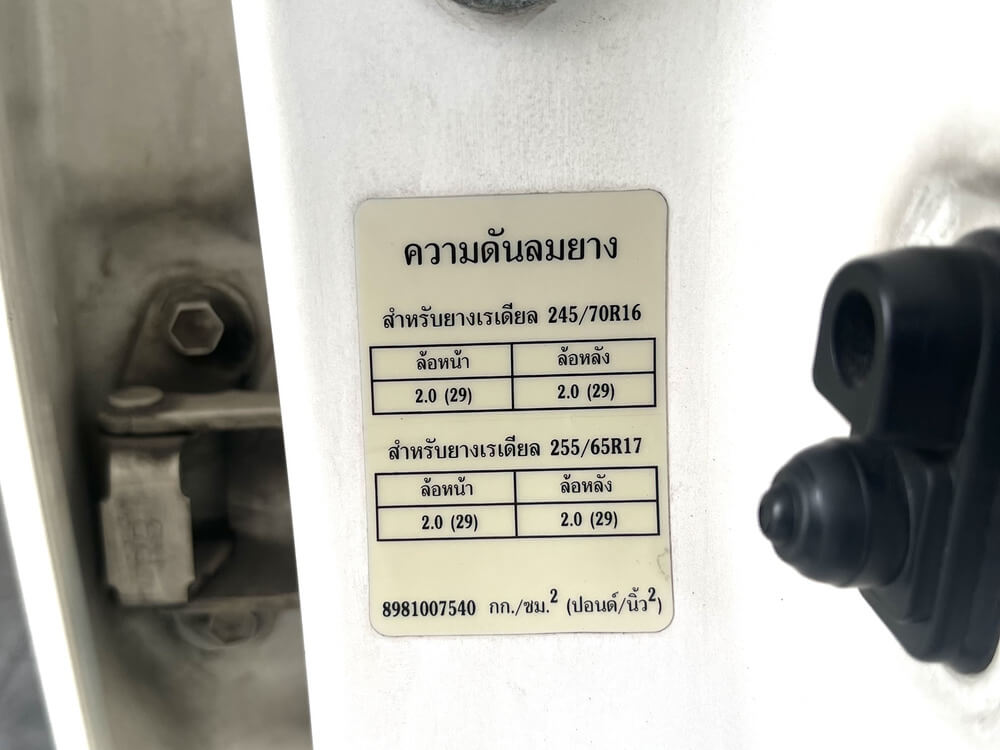 ความดันลมยาง
สำหรับยางเรเดียล 245/70R16
ล้อหน้า ล้อหลัง
2.0 (29) 2.0 (29)
สำหรับยางเรเดียล 255/65R17
ล้อหน้า ล้อหลัง
2.0 (29) 2.0 (29)
8981007540 กก./ซม.² (ปอนด์/นิ้ว²)